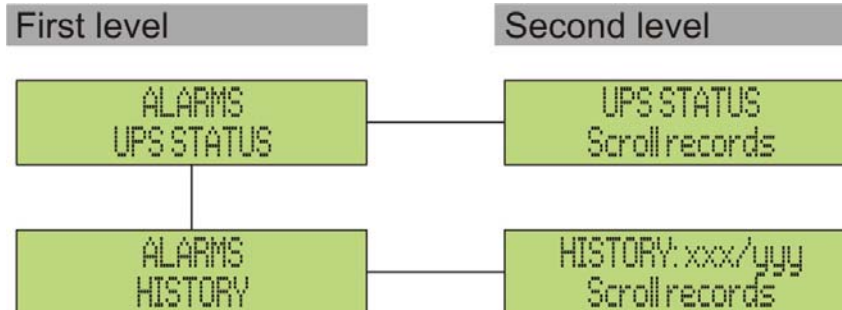 First level
Second level
ALARMS
UPS STATUS
UPS STATUS
Scroll records
ALARMS
HISTORY
HISTORY: xxx/yyy
Scroll records